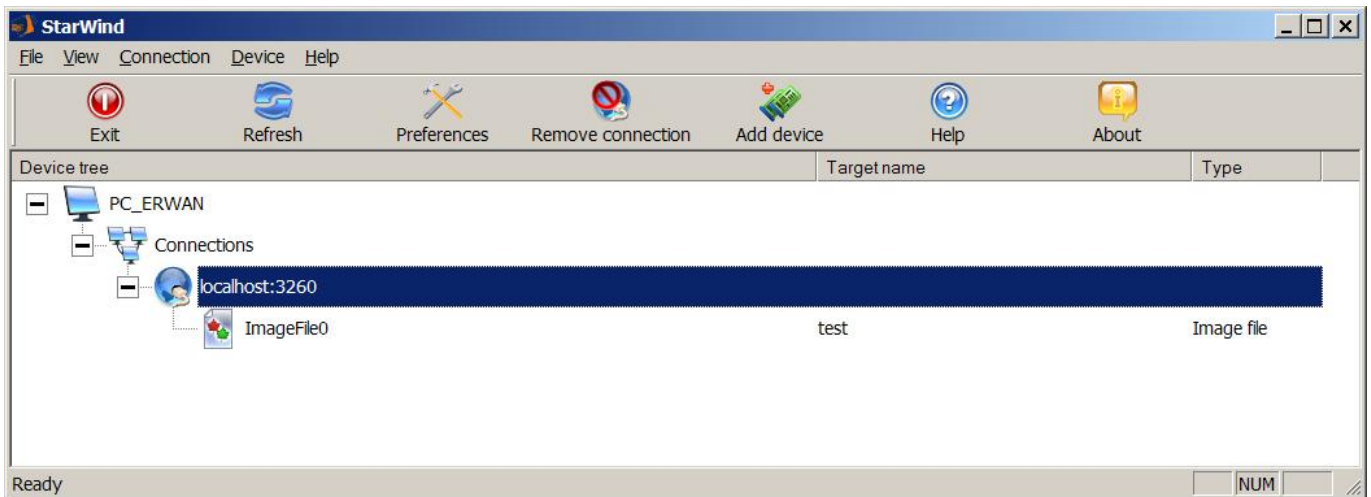 StarWind
File View Connection Device Help
Exit Refresh Preferences Remove connection Add device Help About
Device tree Target name Type
PC_ERWAN
Connections
localhost:3260
ImageFile0 test Image file
Ready NUM